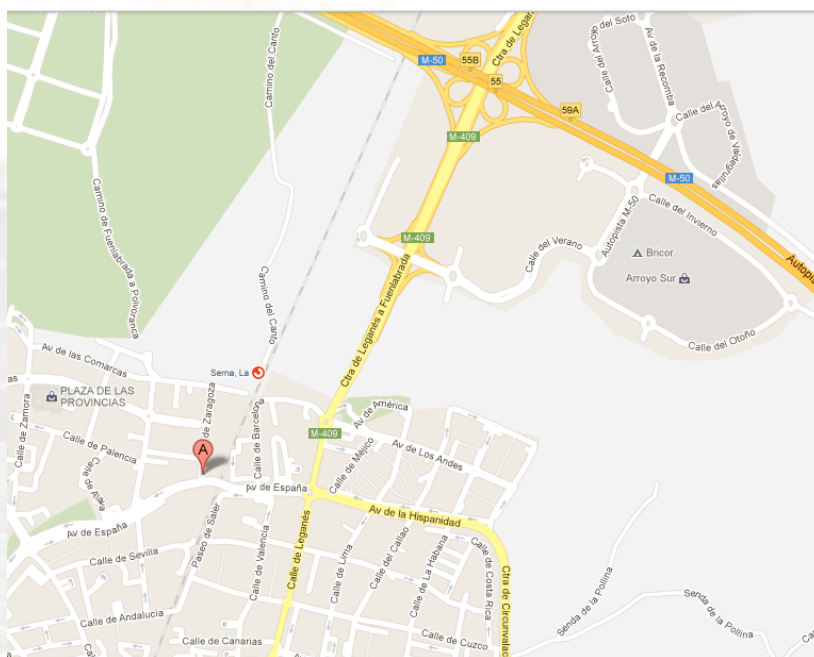 55B
M-50
55
Ctra de Leganés
Camino del Canto
59A
M-409
Calle del Arroyo
del Soto
Av de la Recomba
Calle del Arroyo de Valdegrullas
M-50
Camino de Fuenlabrada a Polvoranca
Calle del Invierno
M-409
Calle del Verano
Autopista M-50
Bricor
Arroyo Sur
Autopista
Camino del Canto
Ctra de Leganés a Fuenlabrada
Calle del Otoño
Av de las Comarcas
Serna, La
PLAZA DE LAS
PROVINCIAS
de Zaragoza
Calle de Zamora
Calle de Barcelona
Av de América
M-409
Calle de Palencia
A
Calle de Méjico
Av de Los Andes
Calle de Alava
Av de España
Av de la Hispanidad
Av de España
Paseo de Saler
Calle de Sevilla
Calle de Valencia
Calle de Leganés
Calle de Lima
Calle del Callao
Calle de La Habana
Calle de Costa Rica
Ctra de Circunvalac
Senda de la Pollina
Senda de la Pollina
Calle de Andalucía
Calle de Canarias
Calle de Cuzco